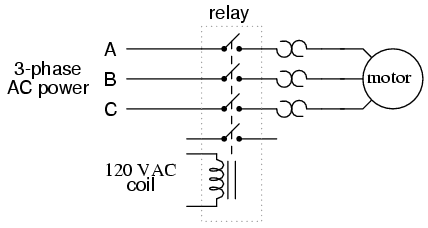 relay
A
3-phase
AC power
B
C
motor
120 VAC
coil